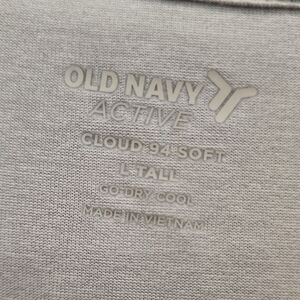 OLD NAVY
ACTIVE
CLOUD 94 SOFT
L TALL
GO-DRY COOL
MADE IN VIETNAM